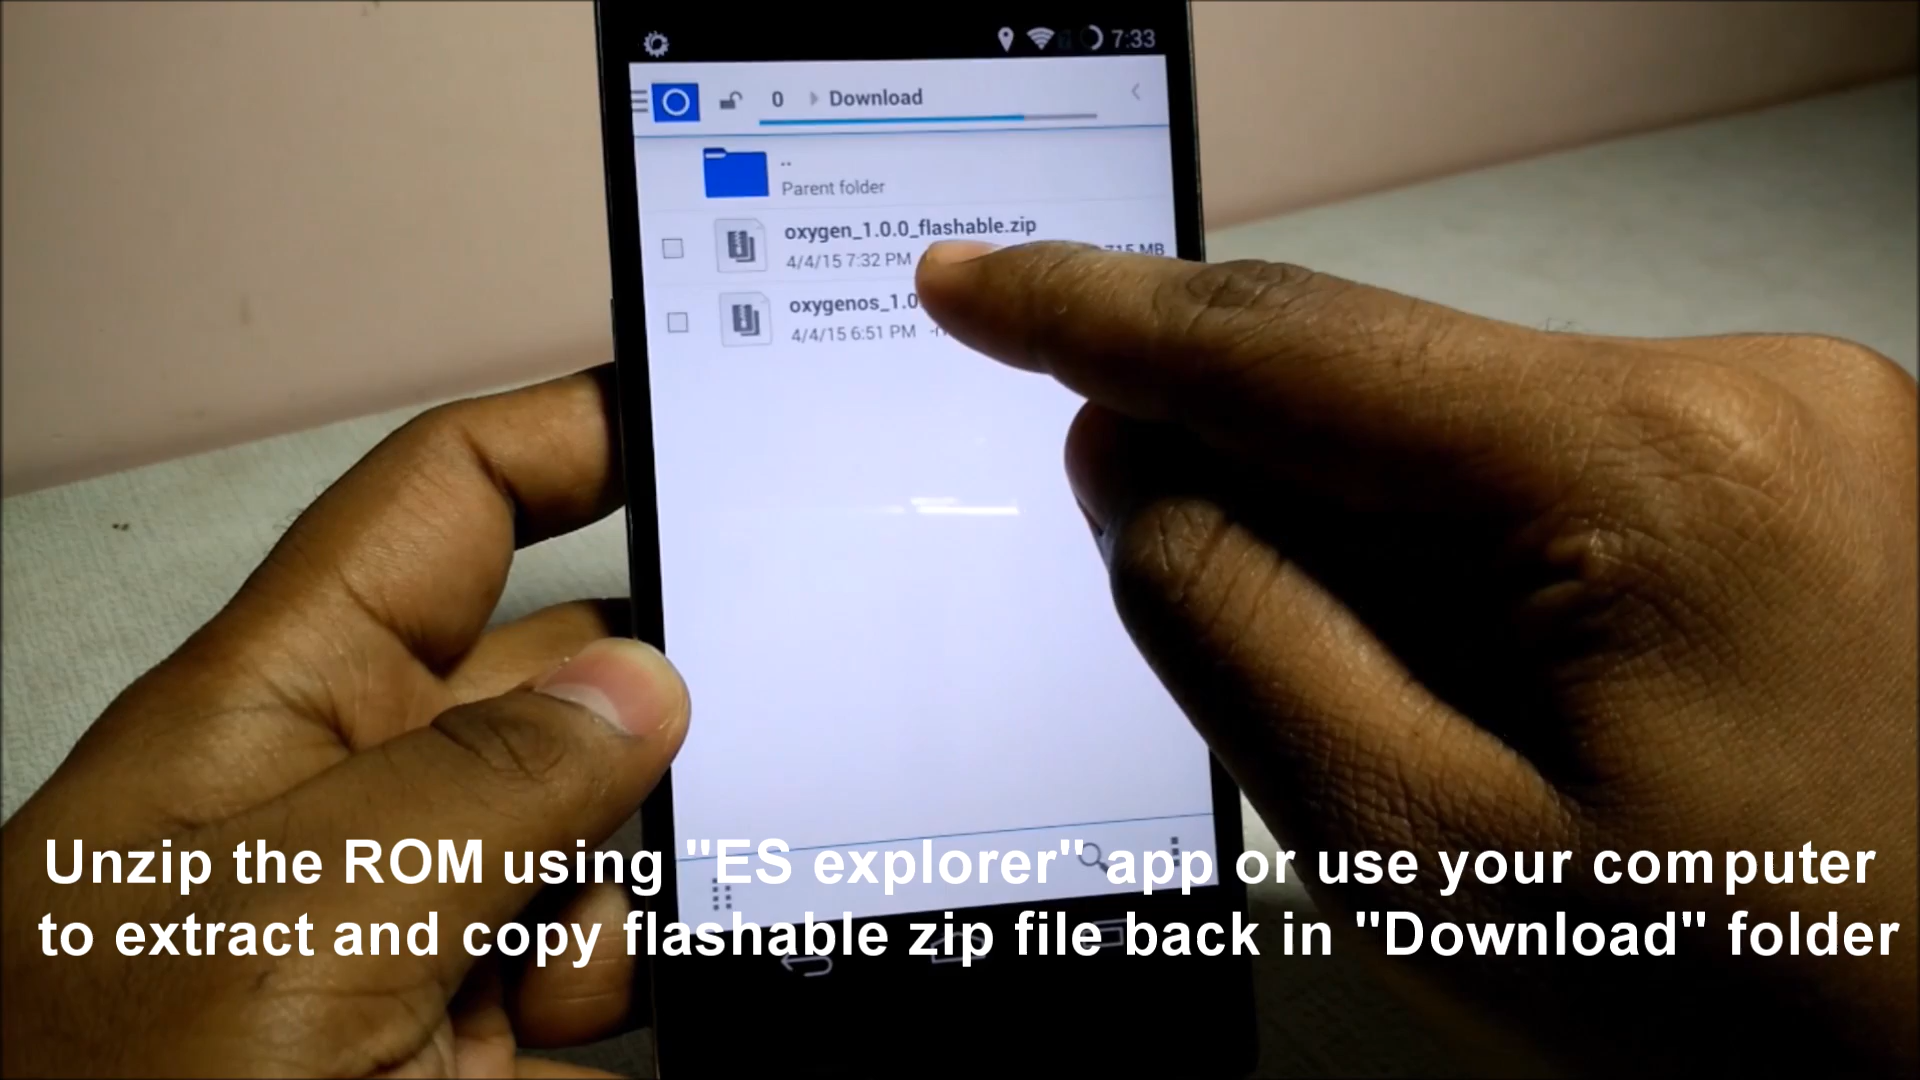 7:33
0 Download
..
Parent folder
oxygen_1.0.0_flashable.zip
4/4/15 7:32 PM 715 MB
oxygenos_1.0
4/4/15 6:51 PM
Unzip the ROM using "ES explorer" app or use your computer
to extract and copy flashable zip file back in "Download" folder